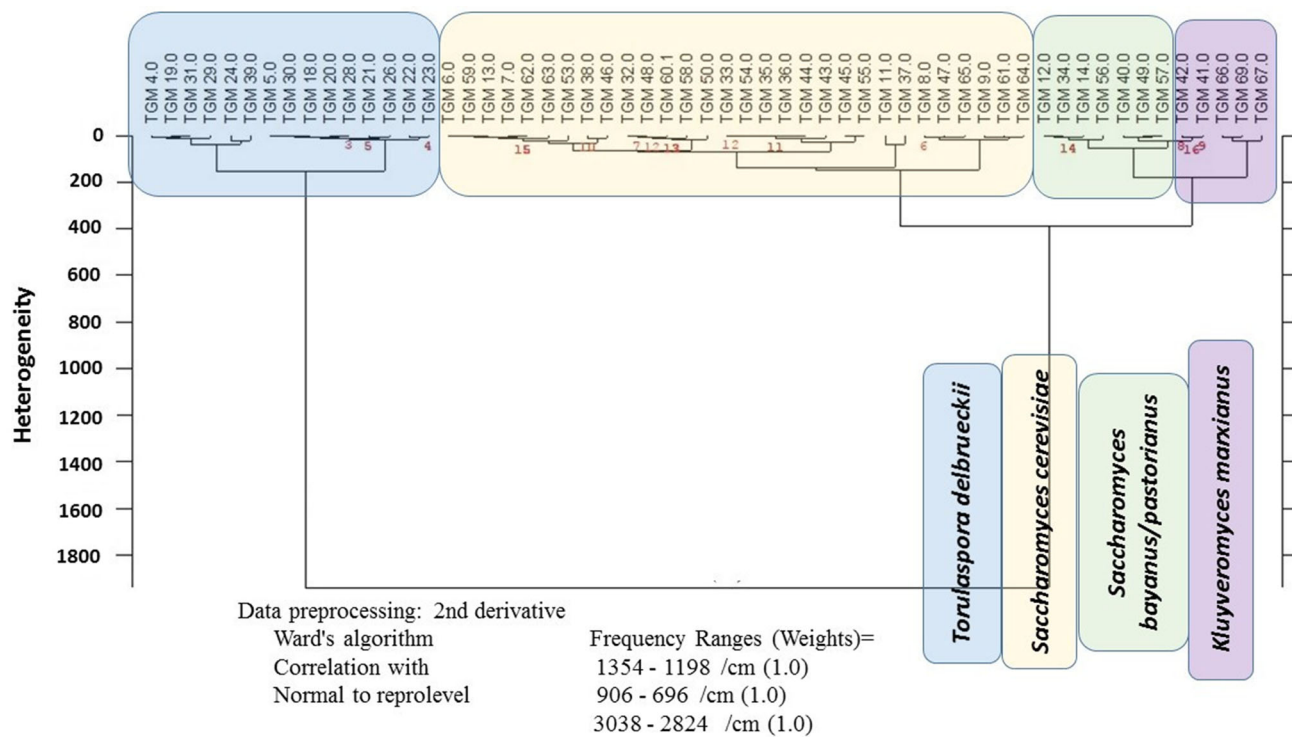 TGM 4.0
TGM 19.0
TGM 31.0
TGM 29.0
TGM 24.0
TGM 39.0
TGM 5.0
TGM 30.0
TGM 18.0
TGM 20.0
TGM 28.0
TGM 21.0
TGM 26.0
TGM 22.0
TGM 23.0
TGM 6.0
TGM 59.0
TGM 13.0
TGM 7.0
TGM 62.0
TGM 63.0
TGM 53.0
TGM 38.0
TGM 46.0
TGM 32.0
TGM 48.0
TGM 60.1
TGM 58.0
TGM 50.0
TGM 33.0
TGM 54.0
TGM 35.0
TGM 36.0
TGM 44.0
TGM 43.0
TGM 45.0
TGM 55.0
TGM 11.0
TGM 37.0
TGM 8.0
TGM 47.0
TGM 65.0
TGM 9.0
TGM 61.0
TGM 64.0
TGM 12.0
TGM 34.0
TGM 14.0
TGM 56.0
TGM 40.0
TGM 49.0
TGM 57.
TGM 42.0
TGM 41.0
TGM 66.0
TGM 69.0
TGM 67.0
3
5
4
15
7
12
13
12
11
6
14
8
16
9
0
200
400
600
800
1000
1200
1400
1600
1800
Heterogeneity
Torulaspora delbrueckii
Saccharomyces cerevisiae
Saccharomyces
bayanus/pastorianus
Kluyveromyces marxianus
Data preprocessing: 2nd derivative
Ward's algorithm
Correlation with
Normal to reprolevel
Frequency Ranges (Weights)=
1354 - 1198 /cm (1.0)
906 - 696 /cm (1.0)
3038 - 2824 /cm (1.0)